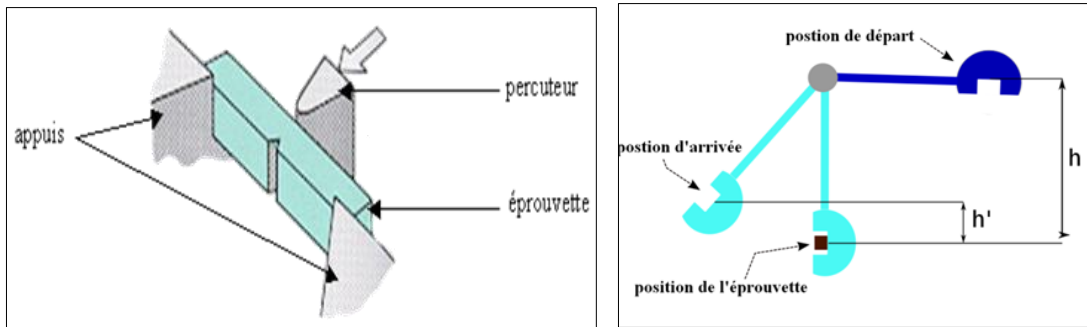 percuteur
appuis
éprouvette
postion de départ
postion d'arrivée
h
h'
position de l'éprouvette